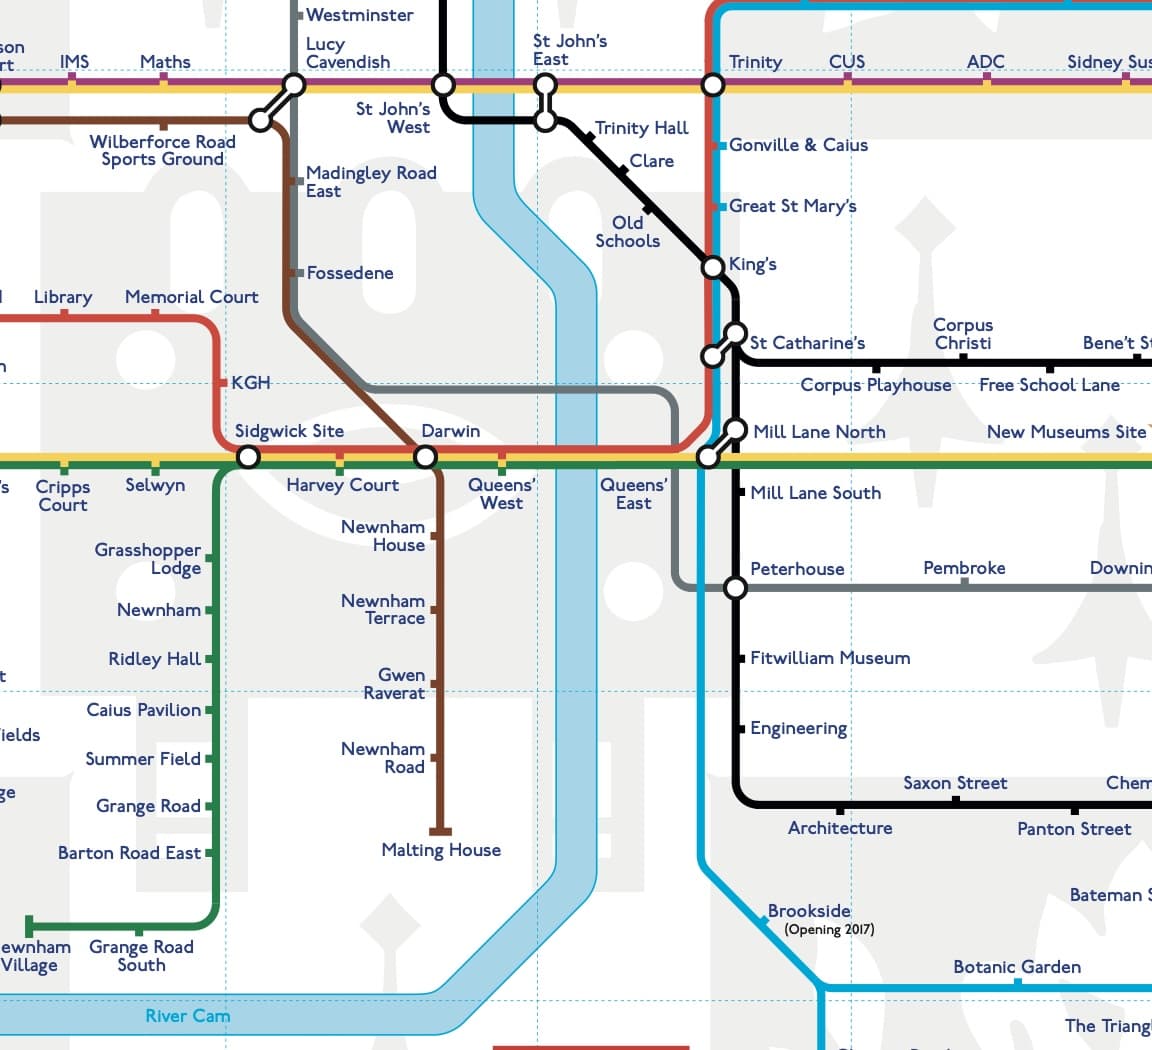 Westminster
Lucy
Cavendish
St John's
East
IMS
Maths
Trinity
CUS
ADC
Sidney Sus
St John's
West
Wilberforce Road
Sports Ground
Trinity Hall
Clare
Gonville & Caius
Madingley Road
East
Old
Schools
Great St Mary's
Fossedene
King's
Library
Memorial Court
St Catharine's
Corpus
Christi
Bene't S
KGH
Corpus Playhouse
Free School Lane
Sidgwick Site
Darwin
Mill Lane North
New Museums Site
Cripps
Court
Selwyn
Harvey Court
Queens'
West
Queens'
East
Mill Lane South
Newnham
House
Grasshopper
Lodge
Peterhouse
Pembroke
Downin
Newnham
Newnham
Terrace
Ridley Hall
Fitwilliam Museum
Gwen
Raverat
Caius Pavilion
ields
Engineering
Summer Field
Newnham
Road
Saxon Street
Chem
Grange Road
Architecture
Panton Street
Barton Road East
Malting House
Bateman S
Brookside
(Opening 2017)
ewnham
Village
Grange Road
South
Botanic Garden
River Cam
The Triang